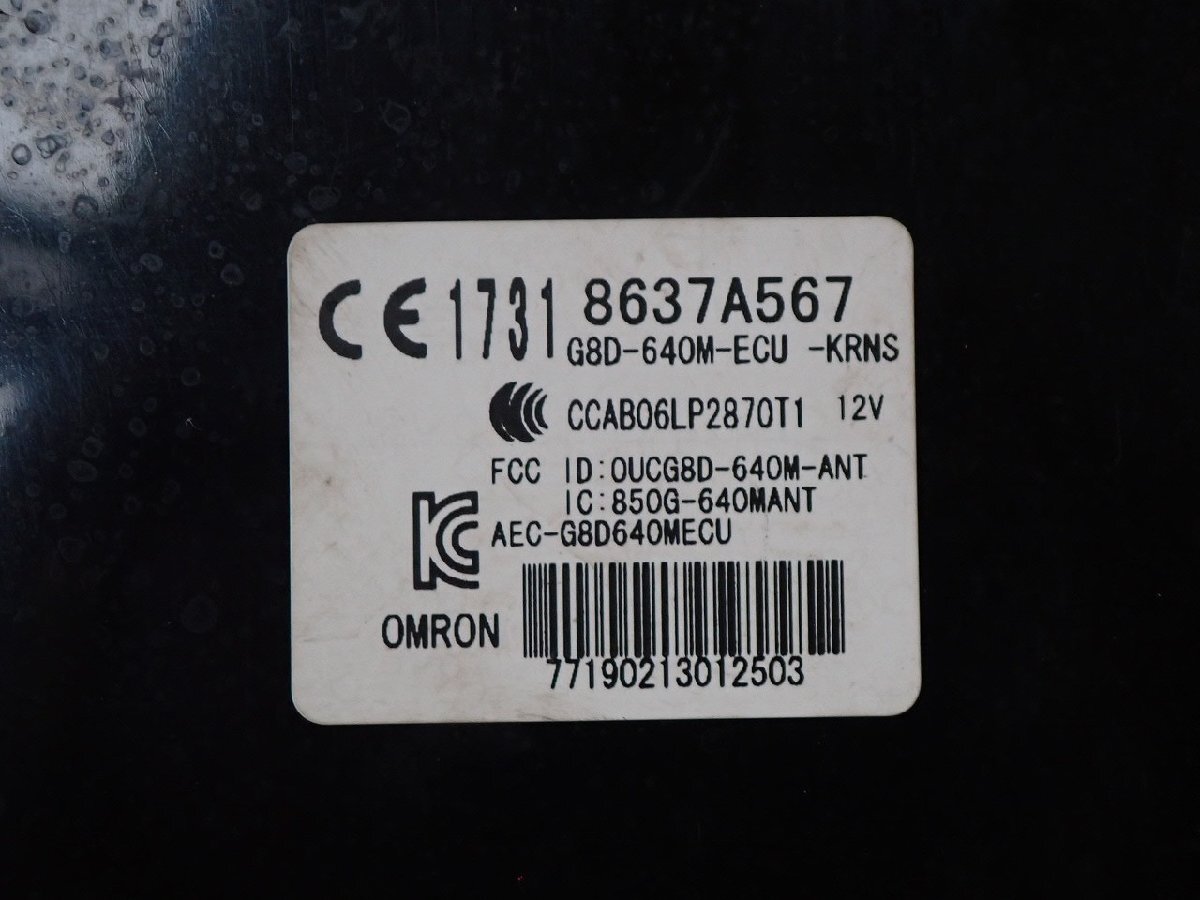 CE 1731 8637A567
G8D-640M-ECU -KRNS
CCAB06LP2870T1 12V
FCC ID:OUCG8D-640M-ANT
IC:850G-640MANT
AEC-G8D640MECU
OMRON
77190213012503